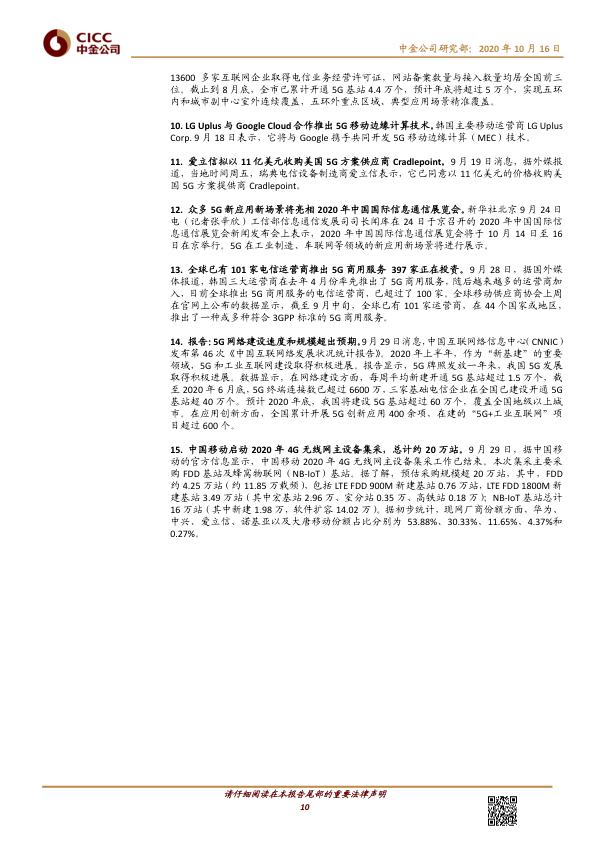 CICC
中金公司
中金公司研究部：2020 年 10 月 16 日
13600 多家互联网企业取得电信业务经营许可证，网站备案数量与接入数量均居全国前三
位。截止到 8 月底，全市已累计开通 5G 基站 4.4 万个，预计年底将超过 5 万个，实现五环
内和城市副中心室外连续覆盖，五环外重点区域、典型应用场景精准覆盖。
10. LG Uplus 与 Google Cloud 合作推出 5G 移动边缘计算技术。韩国主要移动运营商 LG Uplus
Corp. 9 月 18 日表示，它将与 Google 携手共同开发 5G 移动边缘计算（MEC）技术。
11. 爱立信拟以 11 亿美元收购美国 5G 方案供应商 Cradlepoint。9 月 19 日消息，据外媒报
道，当地时间周五，瑞典电信设备制造商爱立信表示，它已同意以 11 亿美元的价格收购美
国 5G 方案提供商 Cradlepoint。
12. 众多 5G 新应用新场景将亮相 2020 年中国国际信息通信展览会。新华社北京 9 月 24 日
电（记者张辛欣）工信部信息通信发展司司长闻库在 24 日于京召开的 2020 年中国国际信
息通信展览会新闻发布会上表示，2020 年中国国际信息通信展览会将于 10 月 14 日至 16
日在京举行。5G 在工业制造、车联网等领域的新应用新场景将进行展示。
13. 全球已有 101 家电信运营商推出 5G 商用服务 397 家正在投资。9 月 28 日，据国外媒
体报道，韩国三大运营商在去年 4 月份率先推出了 5G 商用服务，随后越来越多的运营商加
入，目前全球推出 5G 商用服务的电信运营商，已超过了 100 家。全球移动供应商协会上周
在官网上公布的数据显示，截至 9 月中旬，全球已有 101 家运营商，在 44 个国家或地区，
推出了一种或多种符合 3GPP 标准的 5G 商用服务。
14. 报告：5G 网络建设速度和规模超出预期。9 月 29 日消息，中国互联网络信息中心（CNNIC）
发布第 46 次《中国互联网络发展状况统计报告》。2020 年上半年，作为“新基建”的重要
领域，5G 和工业互联网建设取得积极进展。报告显示，5G 牌照发放一年来，我国 5G 发展
取得积极进展。数据显示，在网络建设方面，每周平均新建开通 5G 基站超过 1.5 万个，截
至 2020 年 6 月底，5G 终端连接数已超过 6600 万，三家基础电信企业在全国已建设开通 5G
基站超 40 万个。预计 2020 年底，我国将建设 5G 基站超过 60 万个，覆盖全国地级以上城
市。在应用创新方面，全国累计开展 5G 创新应用 400 余项，在建的“5G+工业互联网”项
目超过 600 个。
15. 中国移动启动 2020 年 4G 无线网主设备集采，总计约 20 万站。9 月 29 日，据中国移
动的官方信息显示，中国移动 2020 年 4G 无线网主设备集采工作已结束。本次集采主要采
购 FDD 基站及蜂窝物联网（NB-IoT）基站。据了解，预估采购规模超 20 万站，其中，FDD
约 4.25 万站（约 11.85 万载频），包括 LTE FDD 900M 新建基站 0.76 万站，LTE FDD 1800M 新
建基站 3.49 万站（其中宏基站 2.96 万、室分站 0.35 万、高铁站 0.18 万）；NB-IoT 基站总计
16 万站（其中新建 1.98 万，软件扩容 14.02 万）。据初步统计，现网厂商份额方面，华为、
中兴、爱立信、诺基亚以及大唐移动份额占比分别为 53.88%、30.33%、11.65%、4.37%和
0.27%。
请仔细阅读在本报告尾部的重要法律声明
10